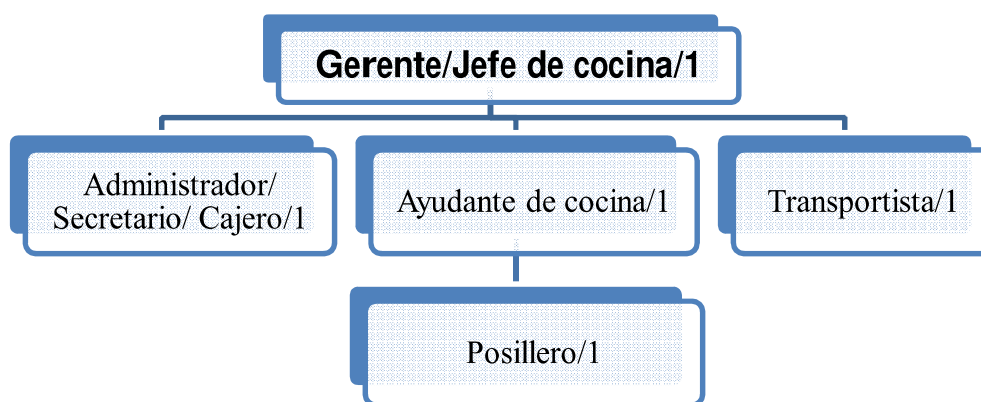 Gerente/Jefe de cocina/1
Administrador/
Secretario/ Cajero/1
Ayudante de cocina/1
Transportista/1
Posillero/1